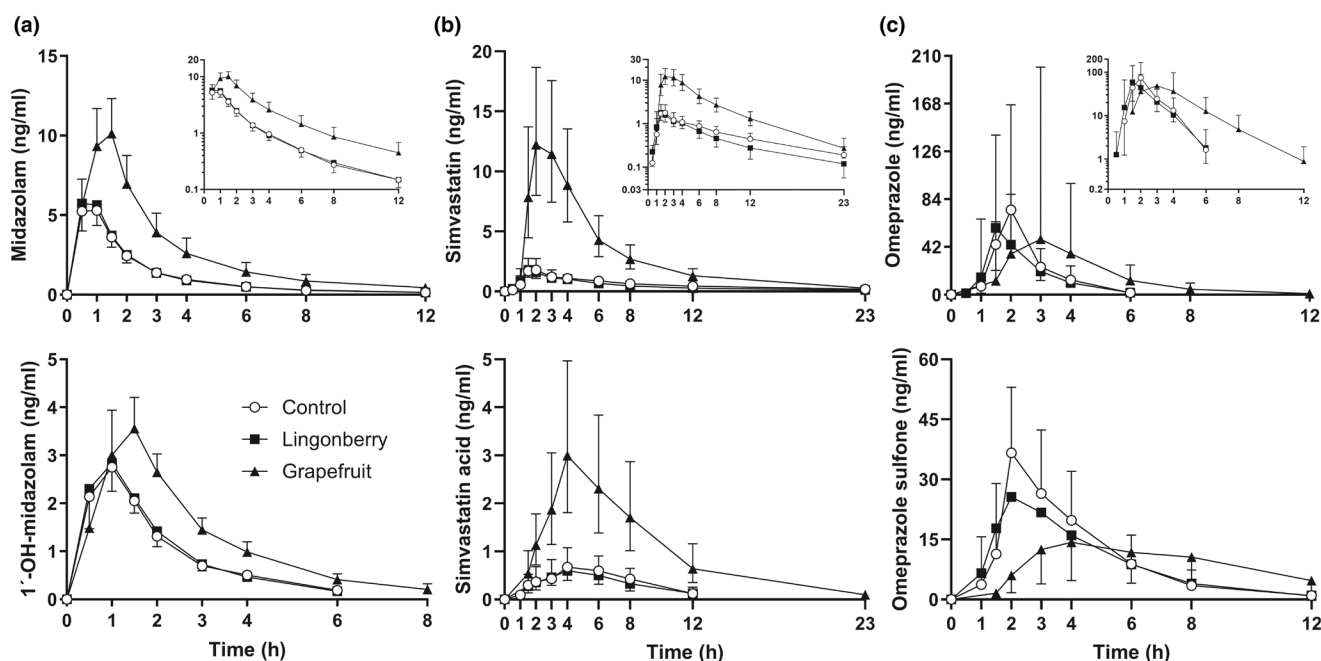 (a)
Midazolam (ng/ml)
15
10
5
0
0 1 2 3 4 6 8 12
10
1
0.1
0 1 2 3 4 6 8 12
(b)
Simvastatin (ng/ml)
20
15
10
5
0
0 1 2 3 4 6 8 12 23
30
10
1
0.1
0.03
0 1 2 3 4 6 8 12 23
(c)
Omeprazole (ng/ml)
210
168
126
84
42
0
0 1 2 3 4 6 8 12
200
100
10
1
0.2
0 1 2 3 4 6 8 12
1´-OH-midazolam (ng/ml)
5
4
3
2
1
0
0 1 2 3 4 6 8
Time (h)
Control
Lingonberry
Grapefruit
Simvastatin acid (ng/ml)
5
4
3
2
1
0
0 1 2 3 4 6 8 12 23
Time (h)
Omeprazole sulfone (ng/ml)
60
45
30
15
0
0 1 2 3 4 6 8 12
Time (h)